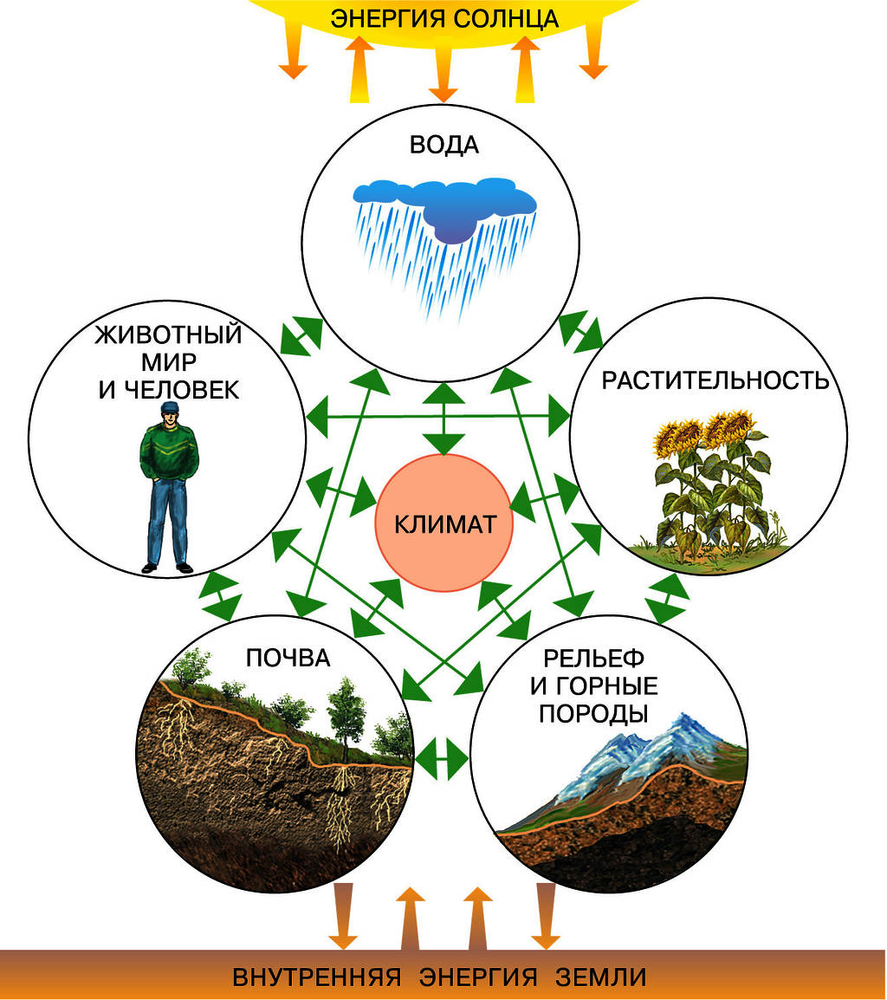 ЭНЕРГИЯ СОЛНЦА
ВОДА
ЖИВОТНЫЙ
МИР
И ЧЕЛОВЕК
РАСТИТЕЛЬНОСТЬ
КЛИМАТ
ПОЧВА
РЕЛЬЕФ
И ГОРНЫЕ
ПОРОДЫ
ВНУТРЕННЯЯ ЭНЕРГИЯ ЗЕМЛИ